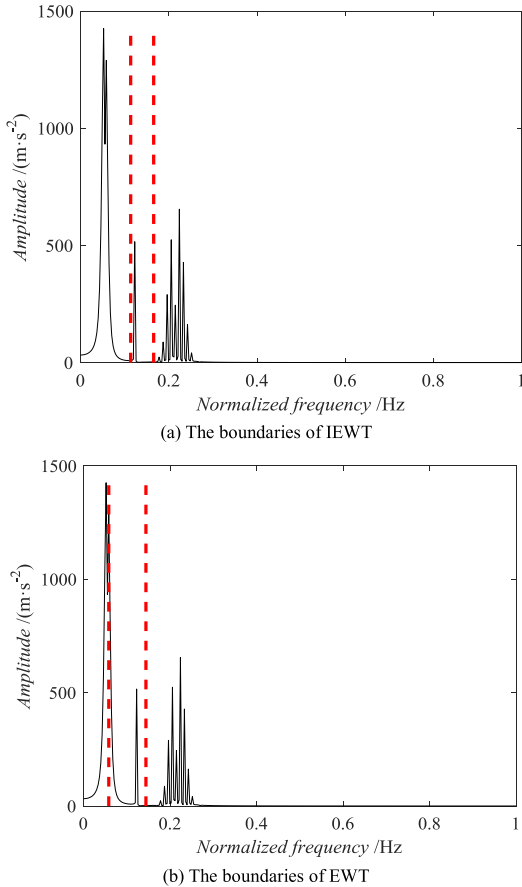 1500
1000
500
0
Amplitude /(m·s⁻²)
0 0.2 0.4 0.6 0.8 1
Normalized frequency /Hz
(a) The boundaries of IEWT
1500
1000
500
0
Amplitude /(m·s⁻²)
0 0.2 0.4 0.6 0.8 1
Normalized frequency /Hz
(b) The boundaries of EWT